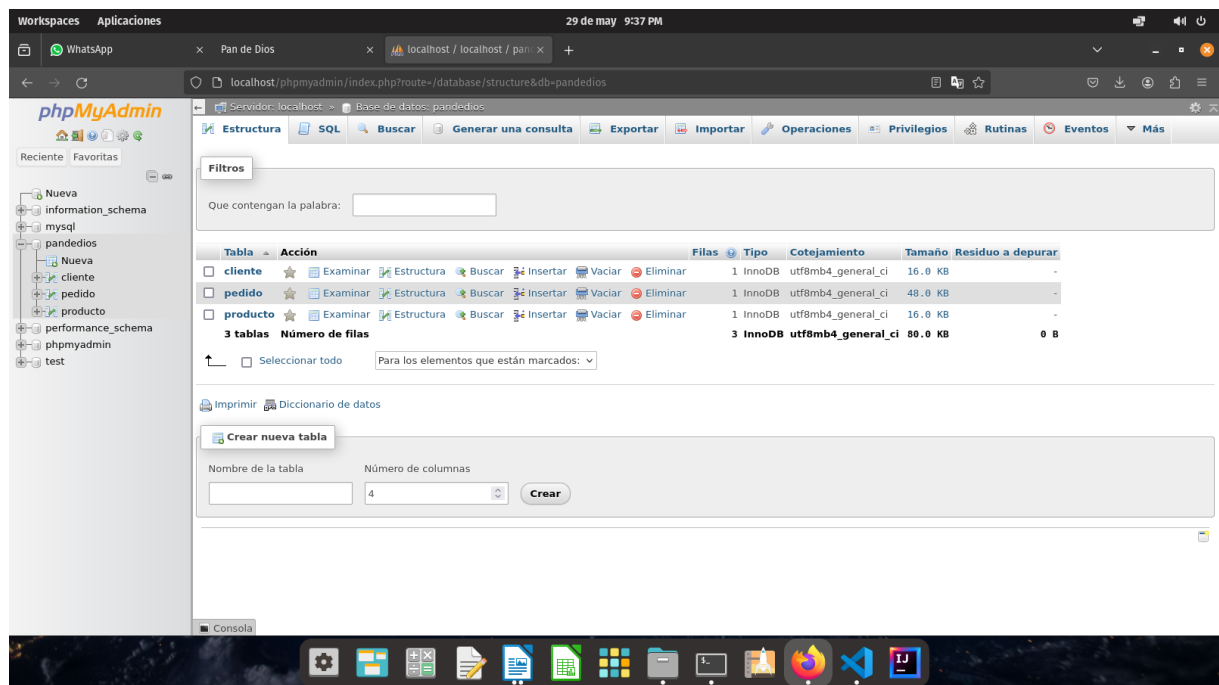 Workspaces Aplicaciones 29 de may 9:37 PM
WhatsApp Pan de Dios localhost / localhost / pan
localhost/phpmyadmin/index.php?route=/database/structure&db=pandedios
phpMyAdmin
Reciente Favoritas
Nueva
information_schema
mysql
pandedios
Nueva
cliente
pedido
producto
performance_schema
phpmyadmin
test
Servidor: localhost » Base de datos: pandedios
Estructura SQL Buscar Generar una consulta Exportar Importar Operaciones Privilegios Rutinas Eventos Más
Filtros
Que contengan la palabra:
Tabla Acción Filas Tipo Cotejamiento Tamaño Residuo a depurar
cliente Examinar Estructura Buscar Insertar Vaciar Eliminar 1 InnoDB utf8mb4_general_ci 16.0 KB -
pedido Examinar Estructura Buscar Insertar Vaciar Eliminar 1 InnoDB utf8mb4_general_ci 48.0 KB -
producto Examinar Estructura Buscar Insertar Vaciar Eliminar 1 InnoDB utf8mb4_general_ci 16.0 KB -
3 tablas Número de filas 3 InnoDB utf8mb4_general_ci 80.0 KB 0 B
Seleccionar todo Para los elementos que están marcados:
Imprimir Diccionario de datos
Crear nueva tabla
Nombre de la tabla Número de columnas
4 Crear
Consola
IJ